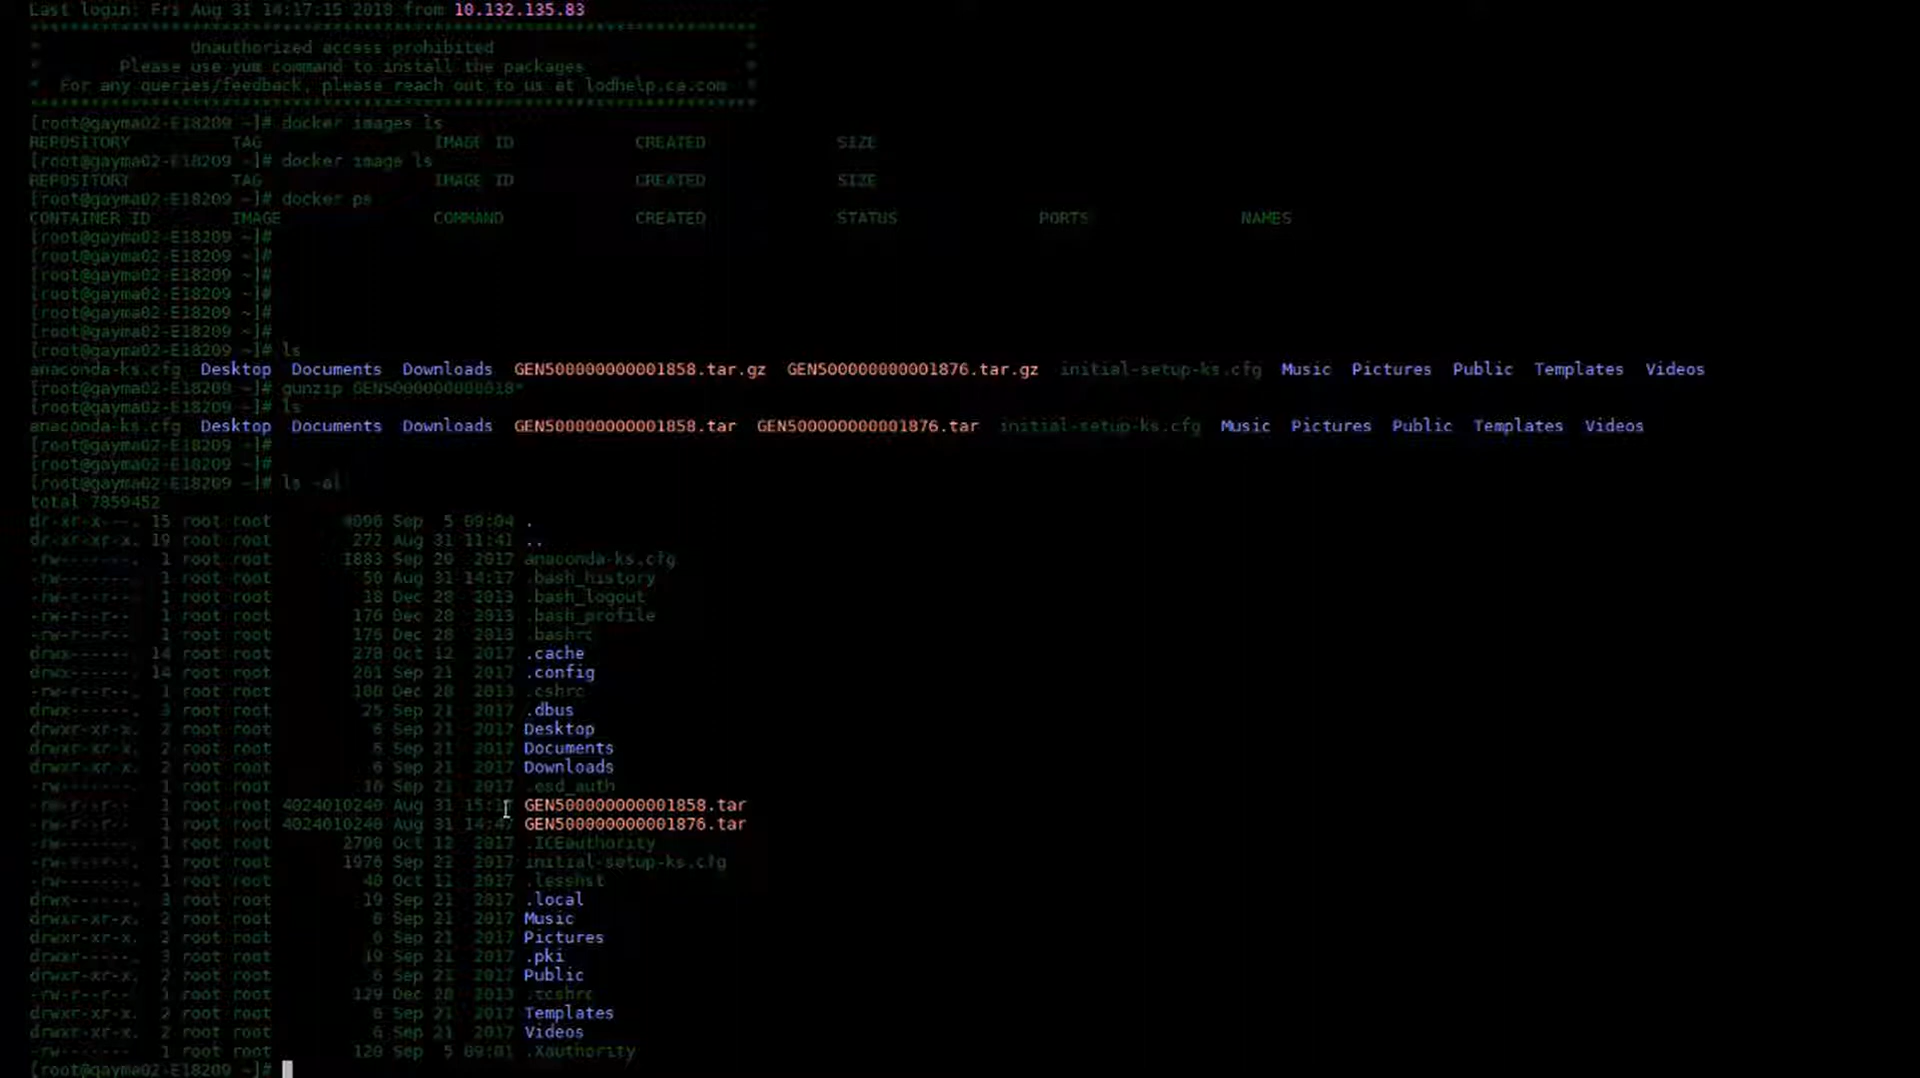 Last login: Fri Aug 31 14:17:15 2018 from 10.132.135.83
Unauthorized access prohibited
* Please use yum command to install the packages *
* For any queries/feedback, please reach out to us at lodhelp.ca.com *
[root@gayma02-E18209 ~]# docker images ls
REPOSITORY TAG IMAGE ID CREATED SIZE
[root@gayma02-E18209 ~]# docker image ls
REPOSITORY TAG IMAGE ID CREATED SIZE
[root@gayma02-E18209 ~]# docker ps
CONTAINER ID IMAGE COMMAND CREATED STATUS PORTS NAMES
[root@gayma02-E18209 ~]#
[root@gayma02-E18209 ~]#
[root@gayma02-E18209 ~]#
[root@gayma02-E18209 ~]#
[root@gayma02-E18209 ~]#
[root@gayma02-E18209 ~]#
[root@gayma02-E18209 ~]# ls
anaconda-ks.cfg Desktop Documents Downloads GEN500000000001858.tar.gz GEN500000000001876.tar.gz initial-setup-ks.cfg Music Pictures Public Templates Videos
[root@gayma02-E18209 ~]# gunzip GEN5000000000018*
[root@gayma02-E18209 ~]# ls
anaconda-ks.cfg Desktop Documents Downloads GEN500000000001858.tar GEN500000000001876.tar initial-setup-ks.cfg Music Pictures Public Templates Videos
[root@gayma02-E18209 ~]#
[root@gayma02-E18209 ~]#
[root@gayma02-E18209 ~]# ls -al
total 7859452
dr-xr-x---. 15 root root 4096 Sep 5 09:04 .
dr-xr-xr-x. 19 root root 272 Aug 31 11:41 ..
-rw-------. 1 root root 1883 Sep 20 2017 anaconda-ks.cfg
-rw-------. 1 root root 50 Aug 31 14:17 .bash_history
-rw-r--r--. 1 root root 18 Dec 28 2013 .bash_logout
-rw-r--r--. 1 root root 176 Dec 28 2013 .bash_profile
-rw-r--r--. 1 root root 176 Dec 28 2013 .bashrc
drwx------. 14 root root 278 Oct 12 2017 .cache
drwx------. 14 root root 261 Sep 21 2017 .config
-rw-r--r--. 1 root root 100 Dec 28 2013 .cshrc
drwx------. 3 root root 25 Sep 21 2017 .dbus
drwxr-xr-x. 2 root root 6 Sep 21 2017 Desktop
drwxr-xr-x. 2 root root 6 Sep 21 2017 Documents
drwxr-xr-x. 2 root root 6 Sep 21 2017 Downloads
-rw-------. 1 root root 16 Sep 21 2017 .esd_auth
-rw-r--r-- 1 root root 4024010240 Aug 31 GEN500000000001858.tar
-rw-r--r-- 1 root root 4024010240 Aug 31 14:47 GEN500000000001876.tar
-rw-------. 1 root root 2790 Oct 12 2017 .ICEauthority
-rw-r--r--. 1 root root 1976 Sep 22 2017 initial-setup-ks.cfg
-rw-------. 1 root root 40 Oct 11 2017 .lesshst
drwx------. 3 root root 19 Sep 21 2017 .local
drwxr-xr-x. 2 root root 6 Sep 21 2017 Music
drwxr-xr-x. 2 root root 6 Sep 21 2017 Pictures
drwxr-----. 3 root root 19 Sep 21 2017 .pki
drwxr-xr-x. 2 root root 6 Sep 21 2017 Public
-rw-r--r--. 1 root root 129 Dec 28 2013 .tcshrc
drwxr-xr-x. 2 root root 6 Sep 21 2017 Templates
drwxr-xr-x. 2 root root 6 Sep 21 2017 Videos
-rw------- 1 root root 120 Sep 5 09:01 .Xauthority
[root@gayma02-E18209 ~]#